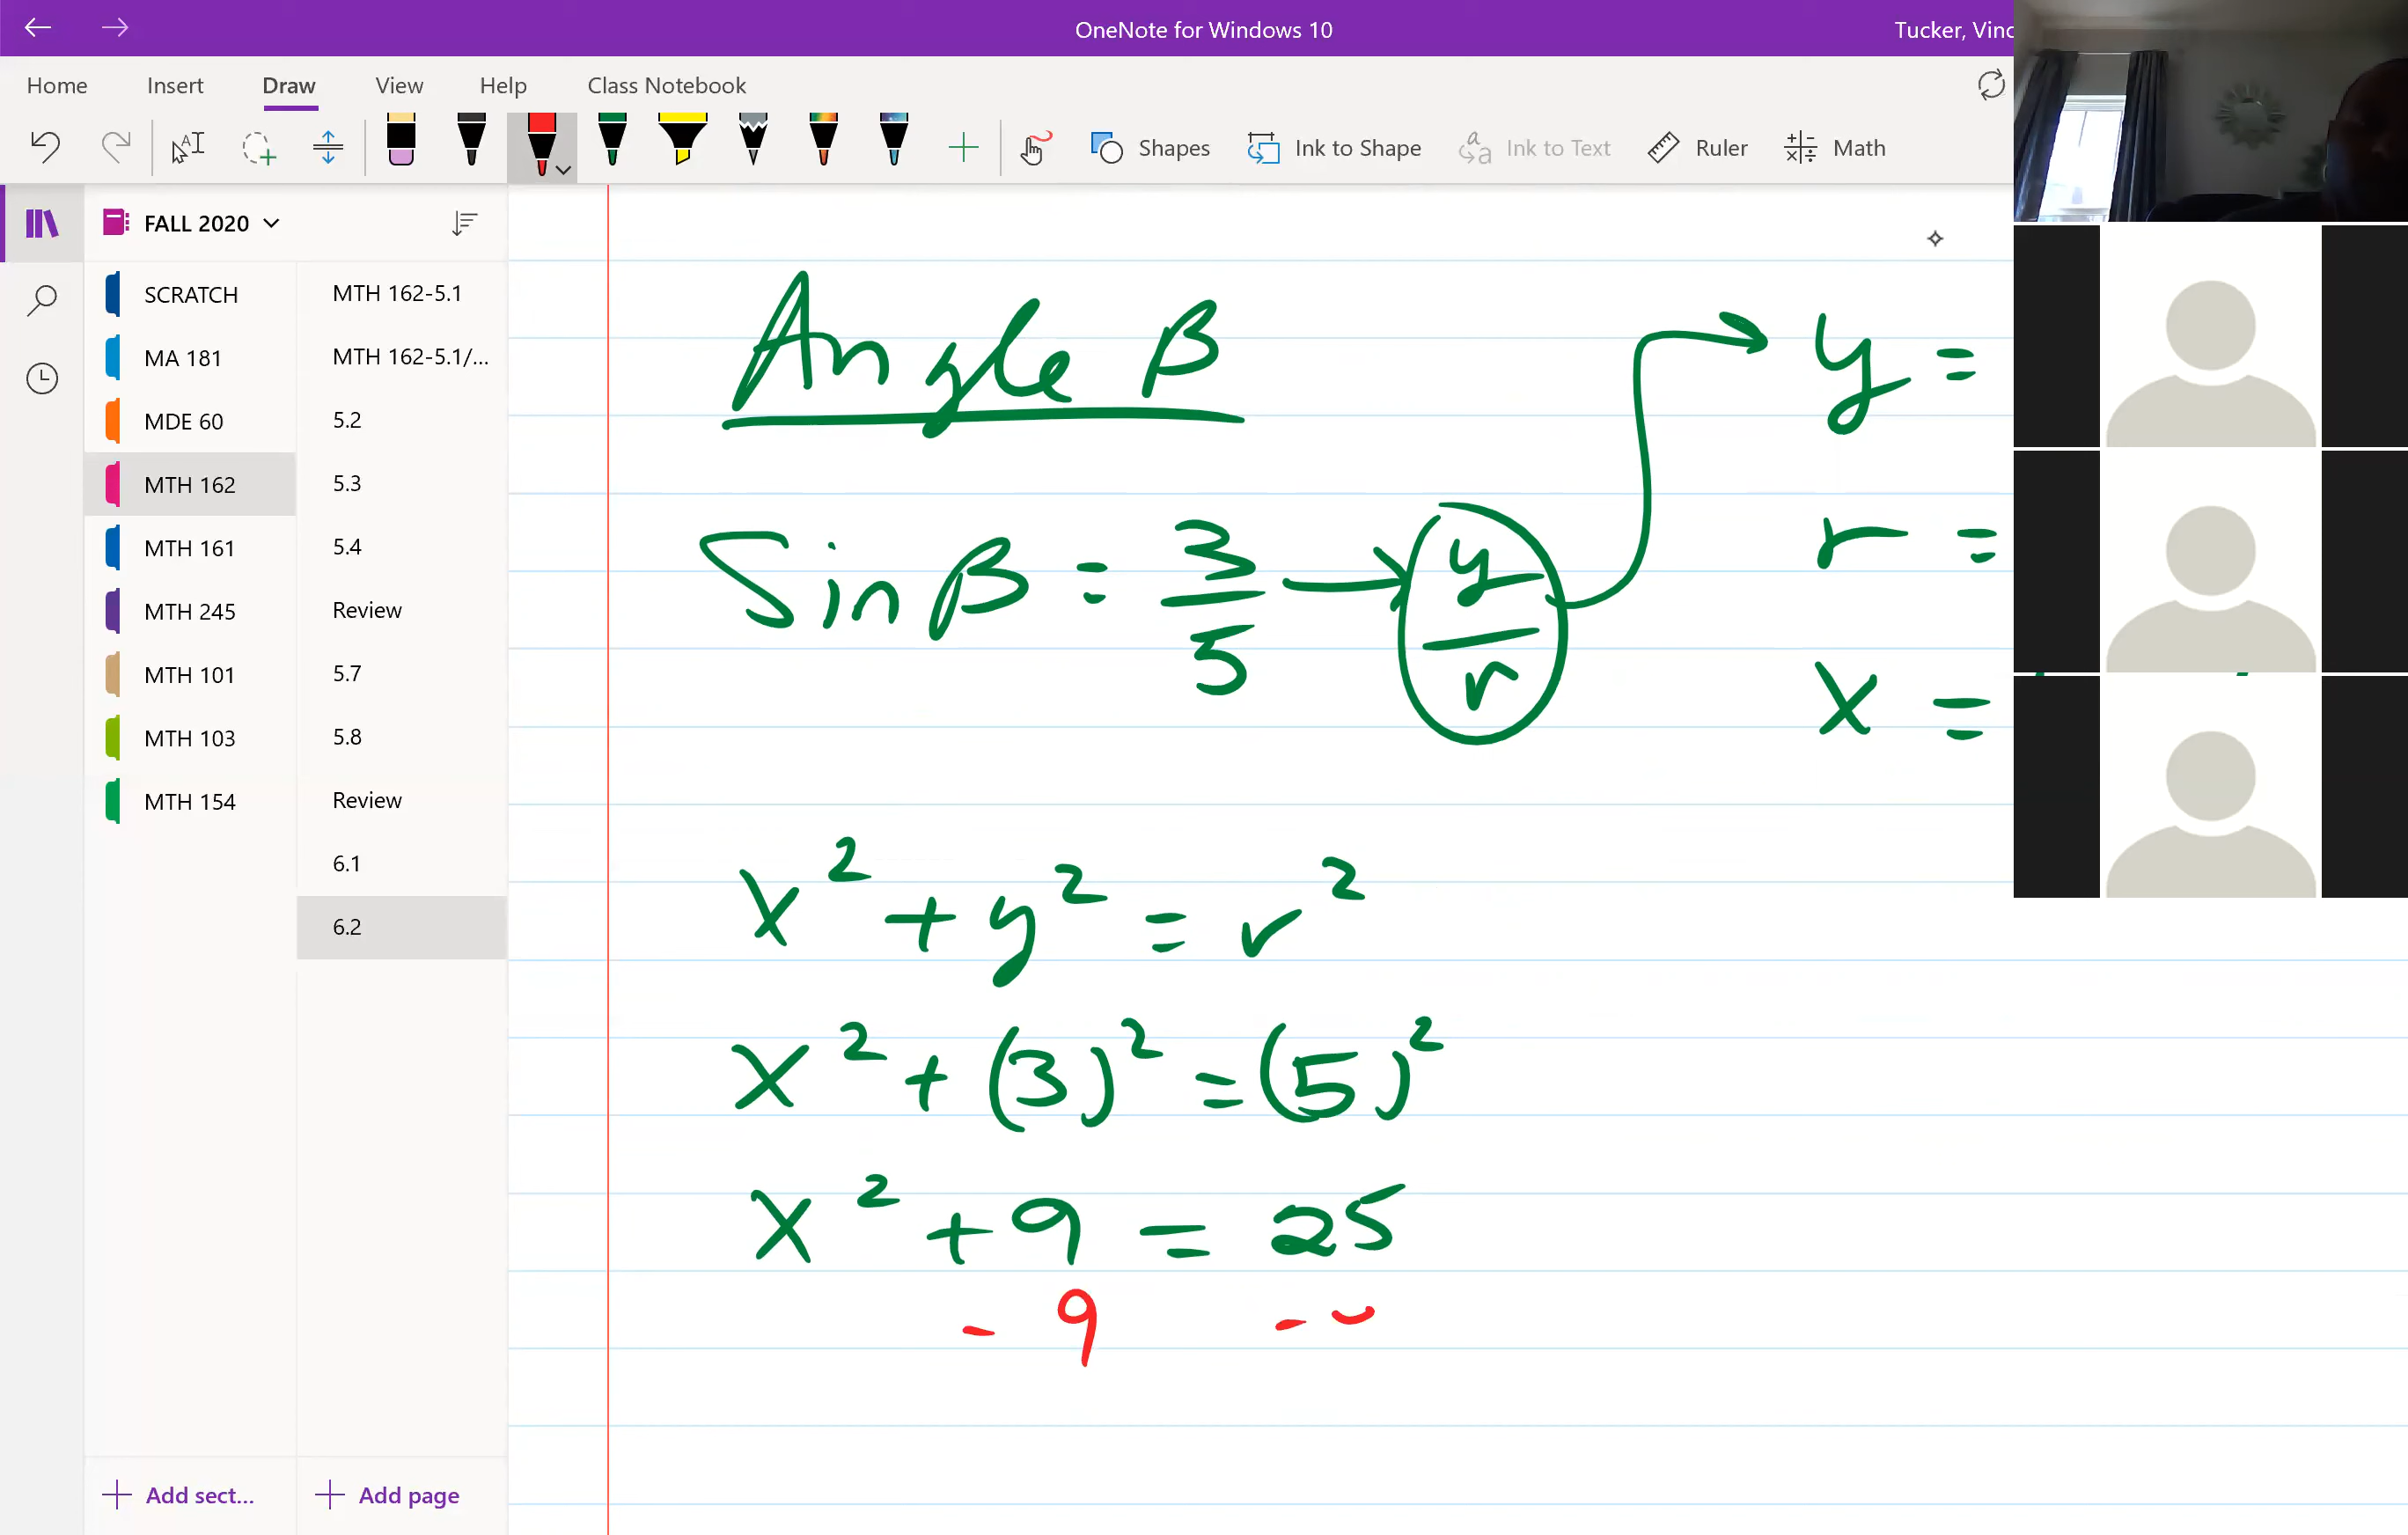 OneNote for Windows 10
Tucker, Vinc
Home Insert Draw View Help Class Notebook
Shapes Ink to Shape Ink to Text Ruler Math
FALL 2020
SCRATCH
MA 181
MDE 60
MTH 162
MTH 161
MTH 245
MTH 101
MTH 103
MTH 154
Add sect...
MTH 162-5.1
MTH 162-5.1/...
5.2
5.3
5.4
Review
5.7
5.8
Review
6.1
6.2
Add page
Angle β
Sin β = 3/5 → y/r
y =
r =
x =
x² + y² = r²
x² + (3)² = (5)²
x² + 9 = 25
- 9 -